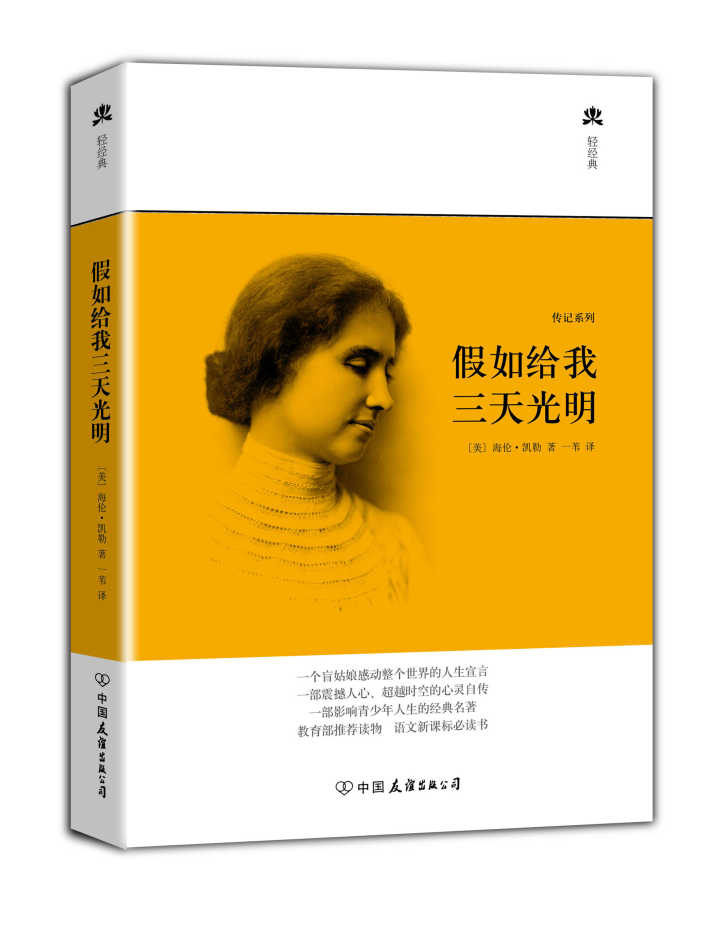 轻经典
假如给我三天光明
［美］海伦·凯勒 著 一苇 译
中国友谊出版公司
轻经典
传记系列
假如给我
三天光明
［美］海伦·凯勒 著 一苇 译
一个盲姑娘感动整个世界的人生宣言
一部震撼人心、超越时空的心灵自传
一部影响青少年人生的经典名著
教育部推荐读物 语文新课标必读书
中国友谊出版公司